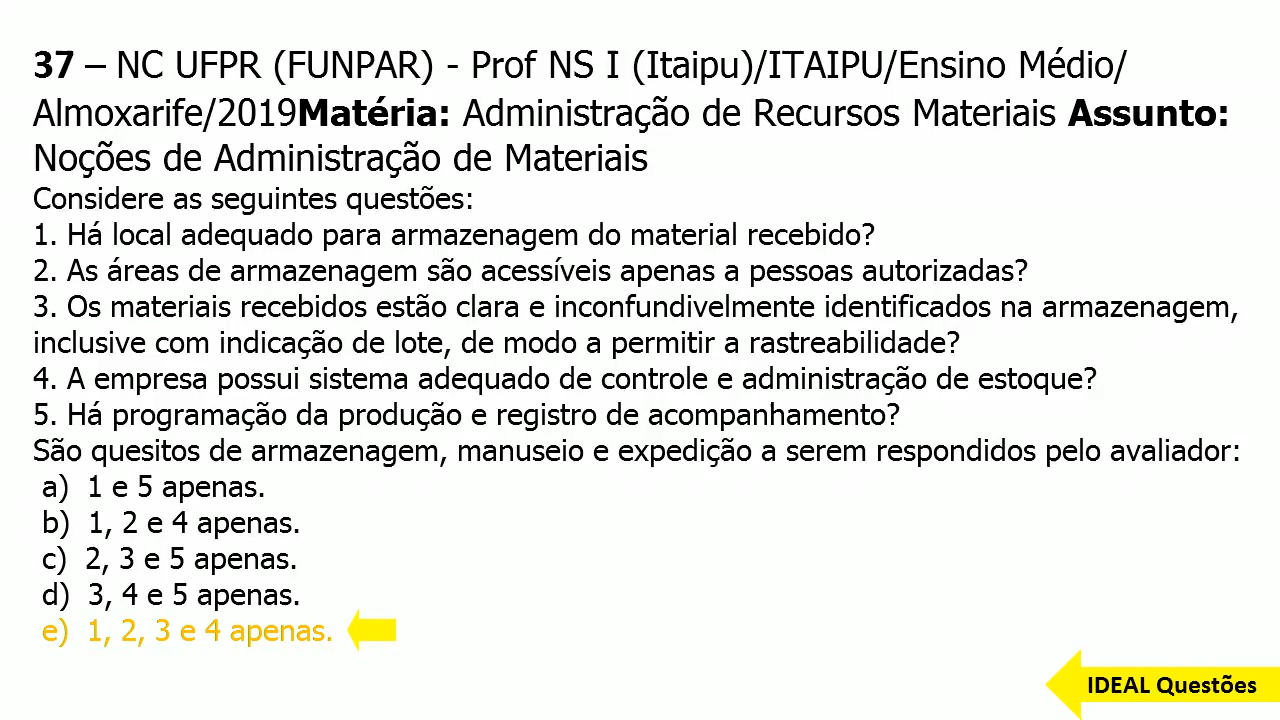 37 – NC UFPR (FUNPAR) - Prof NS I (Itaipu)/ITAIPU/Ensino Médio/
Almoxarife/2019Matéria: Administração de Recursos Materiais Assunto:
Noções de Administração de Materiais
Considere as seguintes questões:
1. Há local adequado para armazenagem do material recebido?
2. As áreas de armazenagem são acessíveis apenas a pessoas autorizadas?
3. Os materiais recebidos estão clara e inconfundivelmente identificados na armazenagem,
inclusive com indicação de lote, de modo a permitir a rastreabilidade?
4. A empresa possui sistema adequado de controle e administração de estoque?
5. Há programação da produção e registro de acompanhamento?
São quesitos de armazenagem, manuseio e expedição a serem respondidos pelo avaliador:
a) 1 e 5 apenas.
b) 1, 2 e 4 apenas.
c) 2, 3 e 5 apenas.
d) 3, 4 e 5 apenas.
e) 1, 2, 3 e 4 apenas.
IDEAL Questões